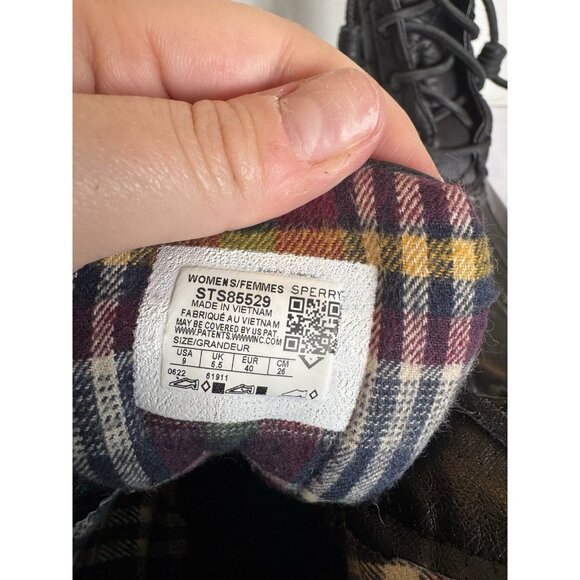 WOMENS/FEMMES SPERRY
STS85529
MADE IN VIETNAM
FABRIQUÉ AU VIETNAM
MAY BE COVERED BY US PAT.
WWW.PATENTS.WWWINC.COM
SIZE/GRANDEUR
USA UK EUR CM
9 6.5 40 26
0622 51911